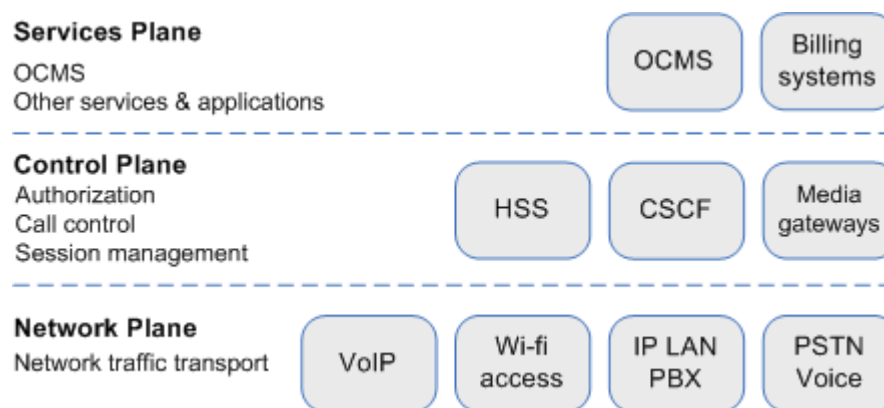 Services Plane
OCMS
Other services & applications
OCMS
Billing
systems
Control Plane
Authorization
Call control
Session management
HSS
CSCF
Media
gateways
Network Plane
Network traffic transport
VoIP
Wi-fi
access
IP LAN
PBX
PSTN
Voice